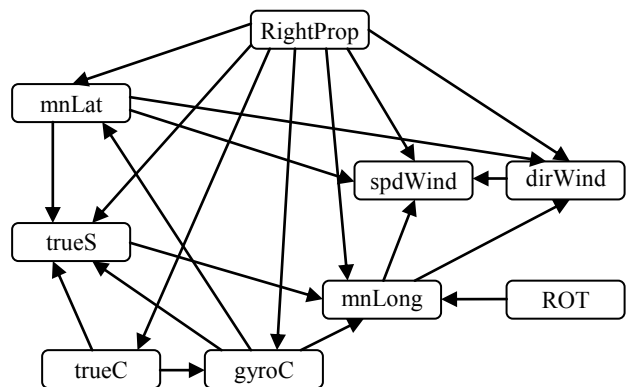 RightProp
mnLat
spdWind
dirWind
trueS
mnLong
ROT
trueC
gyroC